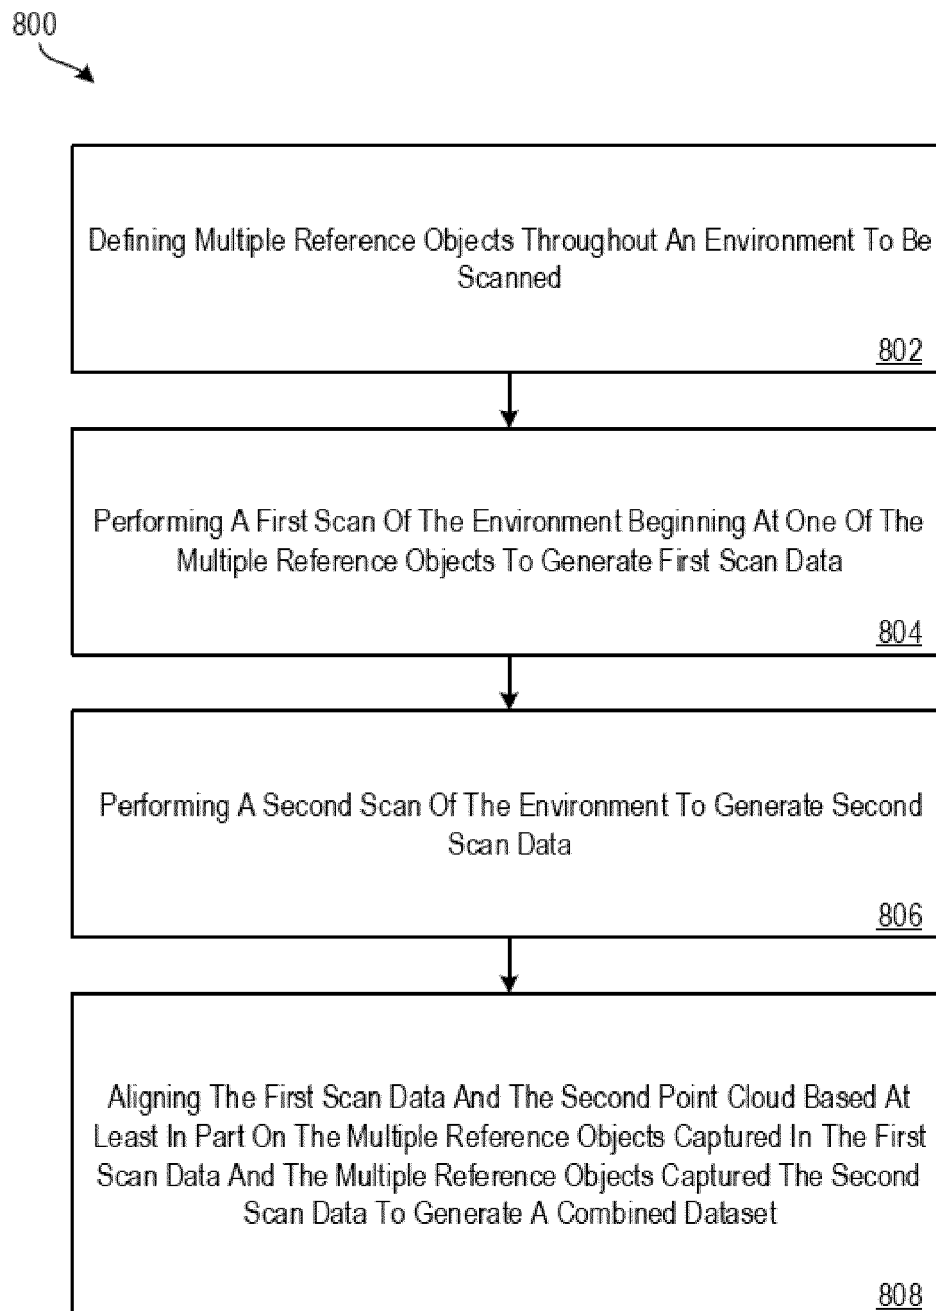 800
Defining Multiple Reference Objects Throughout An Environment To Be
Scanned
802
Performing A First Scan Of The Environment Beginning At One Of The
Multiple Reference Objects To Generate First Scan Data
804
Performing A Second Scan Of The Environment To Generate Second
Scan Data
806
Aligning The First Scan Data And The Second Point Cloud Based At
Least In Part On The Multiple Reference Objects Captured In The First
Scan Data And The Multiple Reference Objects Captured The Second
Scan Data To Generate A Combined Dataset
808